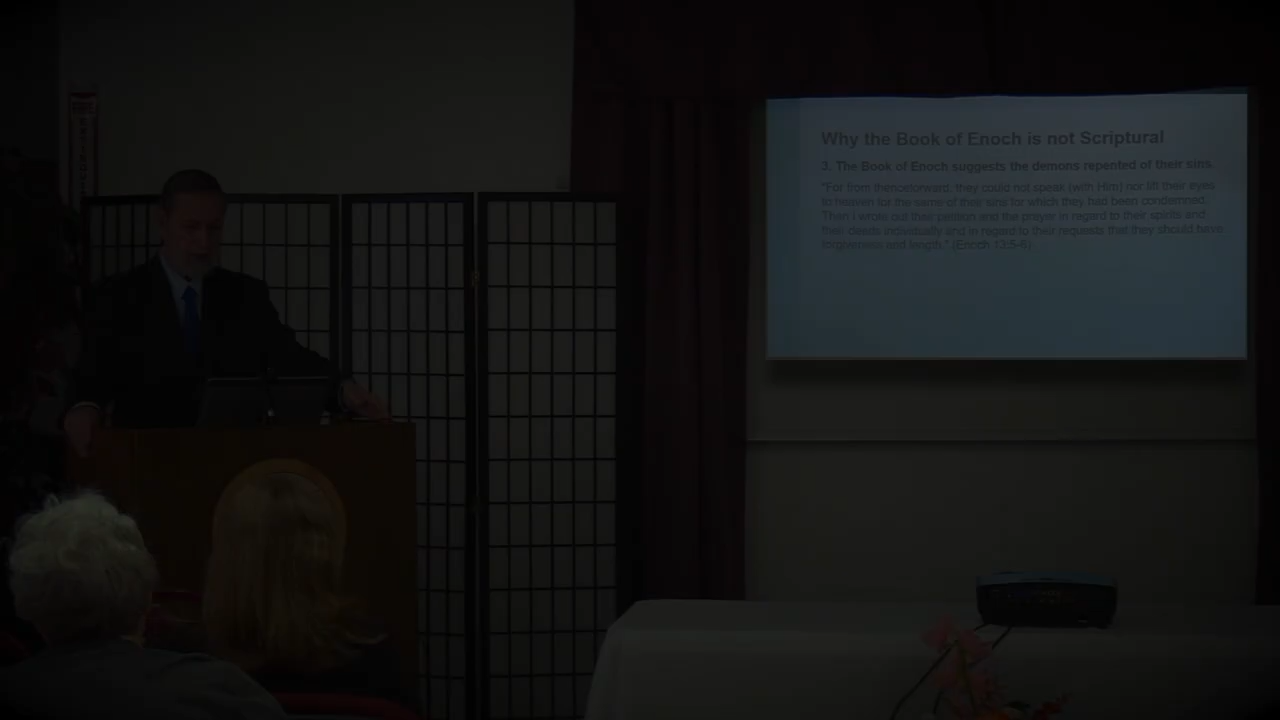 Why the Book of Enoch is not Scriptural
3. The Book of Enoch suggests the demons repented of their sins.
"For from thenceforward, they could not speak (with Him) nor lift their eyes
to heaven for the same of their sins for which they had been condemned.
Then I wrote out their petition and the prayer in regard to their spirits and
their deeds individually and in regard to their requests that they should have
forgiveness and length." (Enoch 13:5-6)